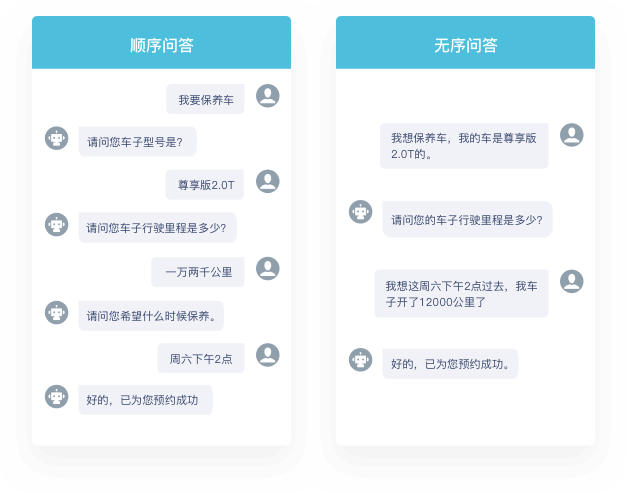 顺序问答
我要保养车
请问您车子型号是?
尊享版2.0T
请问您车子行驶里程是多少?
一万两千公里
请问您希望什么时候保养。
周六下午2点
好的，已为您预约成功
无序问答
我想保养车，我的车是尊享版
2.0T的。
请问您的车子行驶里程是多少?
我想这周六下午2点过去，我车
子开了12000公里了
好的，已为您预约成功。